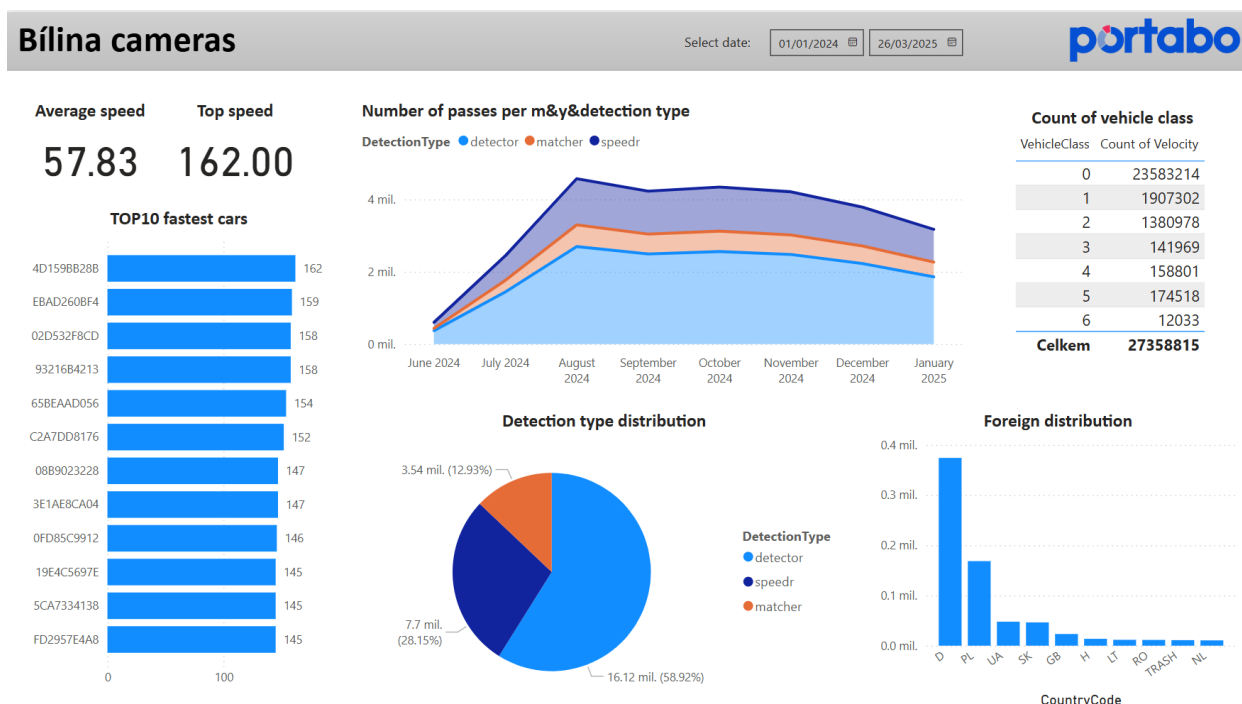 Bílina cameras
Select date:
01/01/2024
26/03/2025
portabo
Average speed
57.83
Top speed
162.00
TOP10 fastest cars
4D159BB28B
162
EBAD260BF4
159
02D532F8CD
158
93216B4213
158
65BEAAD056
154
C2A7DD8176
152
08B9023228
147
3E1AE8CA04
147
0FD85C9912
146
19E4C5697E
145
5CA7334138
145
FD2957E4A8
145
0
100
Number of passes per m&y&detection type
DetectionType detector matcher speedr
4 mil.
2 mil.
0 mil.
June 2024
July 2024
August
2024
September
2024
October
2024
November
2024
December
2024
January
2025
Count of vehicle class
VehicleClass Count of Velocity
0 23583214
1 1907302
2 1380978
3 141969
4 158801
5 174518
6 12033
Celkem 27358815
Detection type distribution
3.54 mil. (12.93%)
7.7 mil.
(28.15%)
16.12 mil. (58.92%)
DetectionType
detector
speedr
matcher
Foreign distribution
0.4 mil.
0.3 mil.
0.2 mil.
0.1 mil.
0.0 mil.
D
PL
UA
SK
GB
H
LT
RO
TRASH
NL
CountryCode